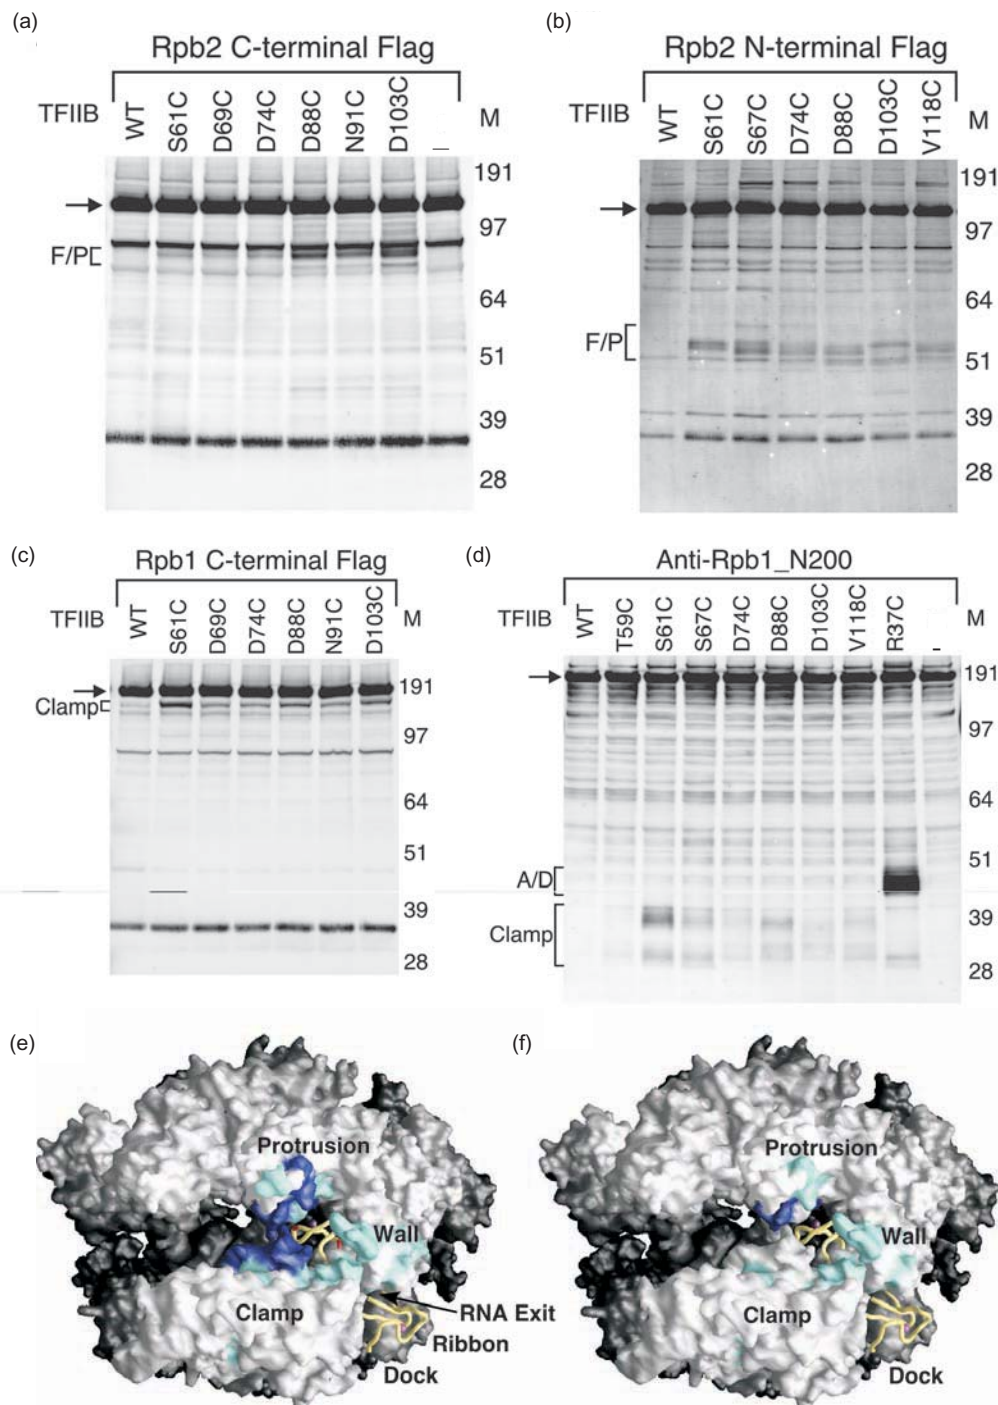 (a)
Rpb2 C-terminal Flag
TFIIB WT S61C D69C D74C D88C N91C D103C – M
191
97
F/P
64
51
39
28
(b)
Rpb2 N-terminal Flag
TFIIB WT S61C S67C D74C D88C D103C V118C M
191
97
64
F/P
51
39
28
(c)
Rpb1 C-terminal Flag
TFIIB WT S61C D69C D74C D88C N91C D103C M
191
Clamp
97
64
51
39
28
(d)
Anti-Rpb1_N200
TFIIB WT T59C S61C S67C D74C D88C D103C V118C R37C - M
191
97
64
51
A/D
39
Clamp
28
(e)
Protrusion
Wall
Clamp
RNA Exit
Ribbon
Dock
(f)
Protrusion
Wall
Clamp
Dock